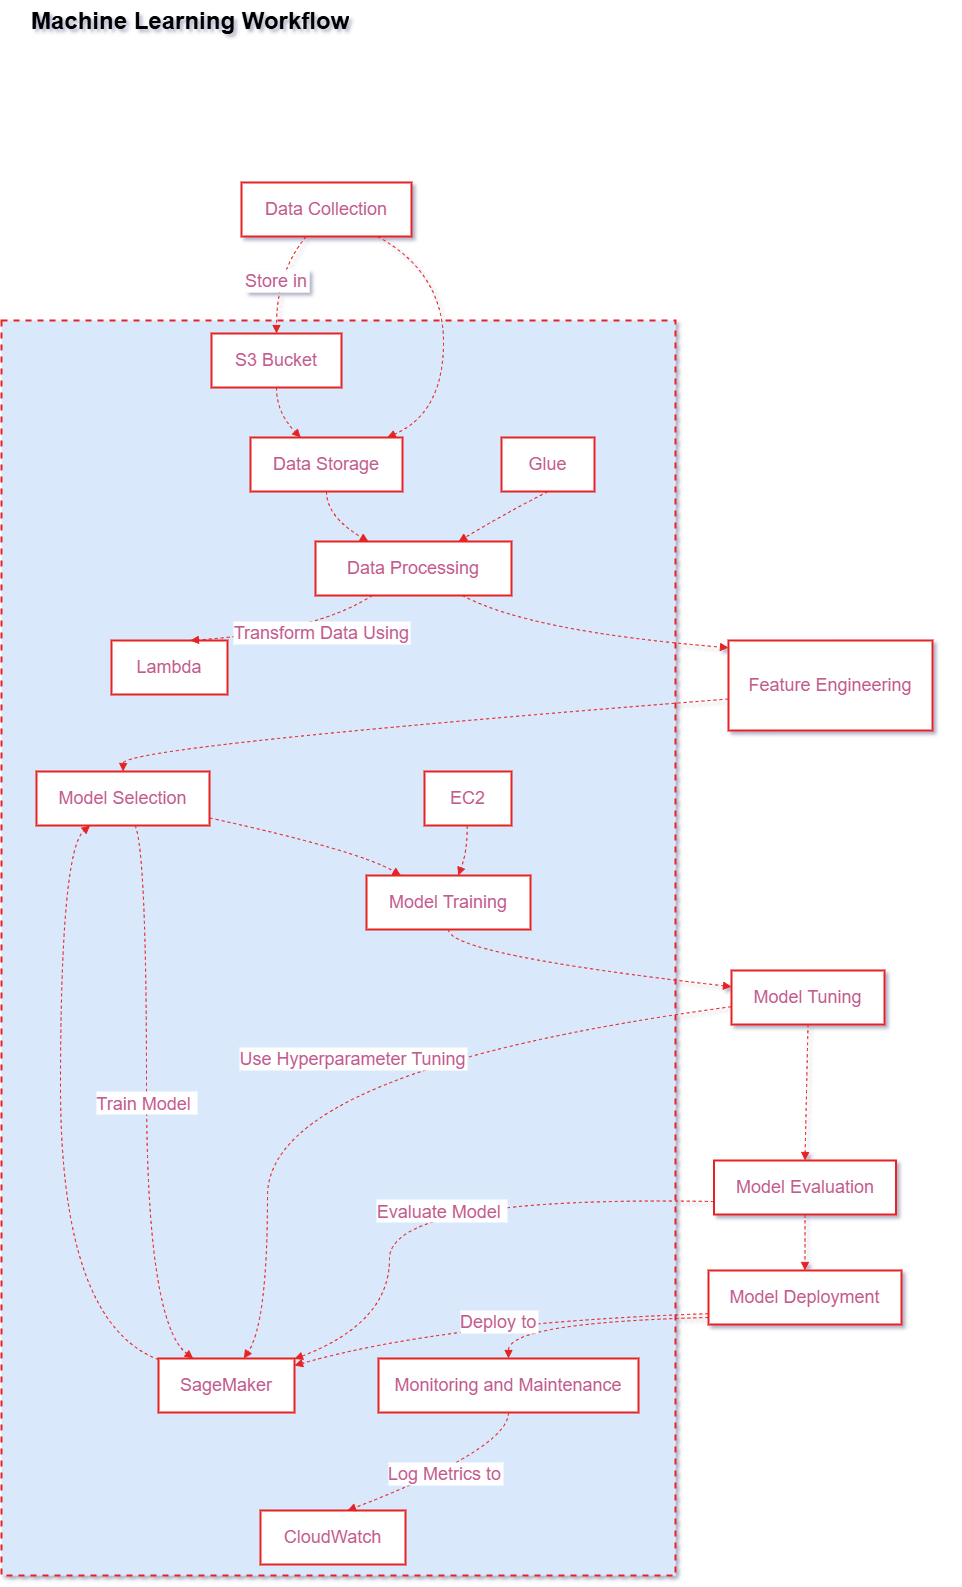 Machine Learning Workflow
Data Collection
Store in
S3 Bucket
Data Storage
Glue
Data Processing
Transform Data Using
Lambda
Feature Engineering
Model Selection
EC2
Model Training
Model Tuning
Use Hyperparameter Tuning
Train Model
Model Evaluation
Evaluate Model
Model Deployment
Deploy to
SageMaker
Monitoring and Maintenance
Log Metrics to
CloudWatch